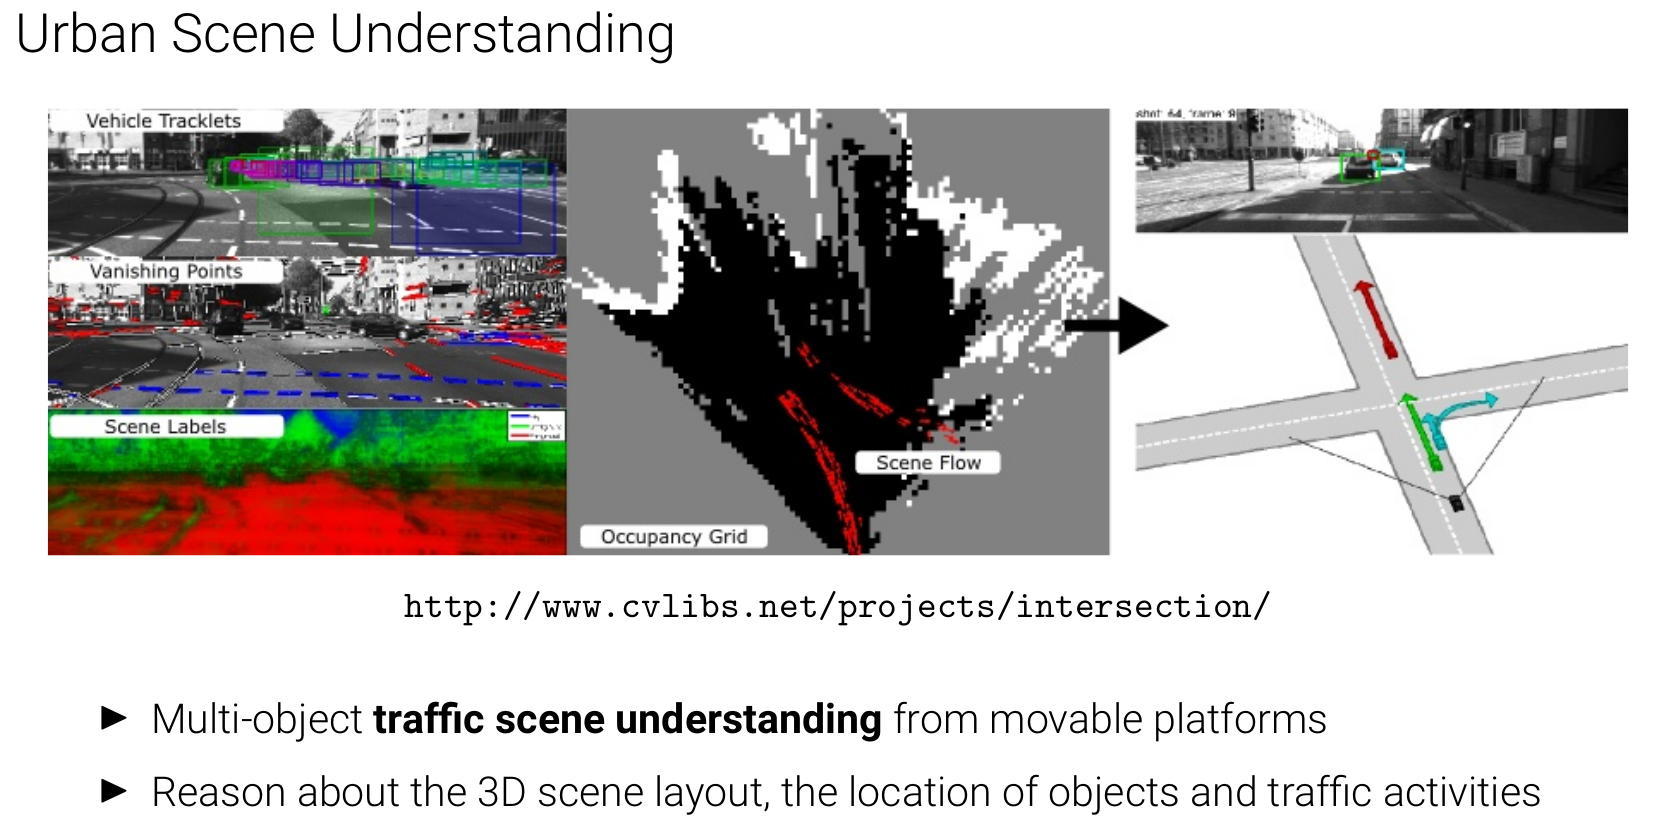 Urban Scene Understanding
Vehicle Tracklets
Vanishing Points
Scene Labels
Scene Flow
Occupancy Grid
shot: 64, frame: 9
http://www.cvlibs.net/projects/intersection/
► Multi-object traffic scene understanding from movable platforms
► Reason about the 3D scene layout, the location of objects and traffic activities